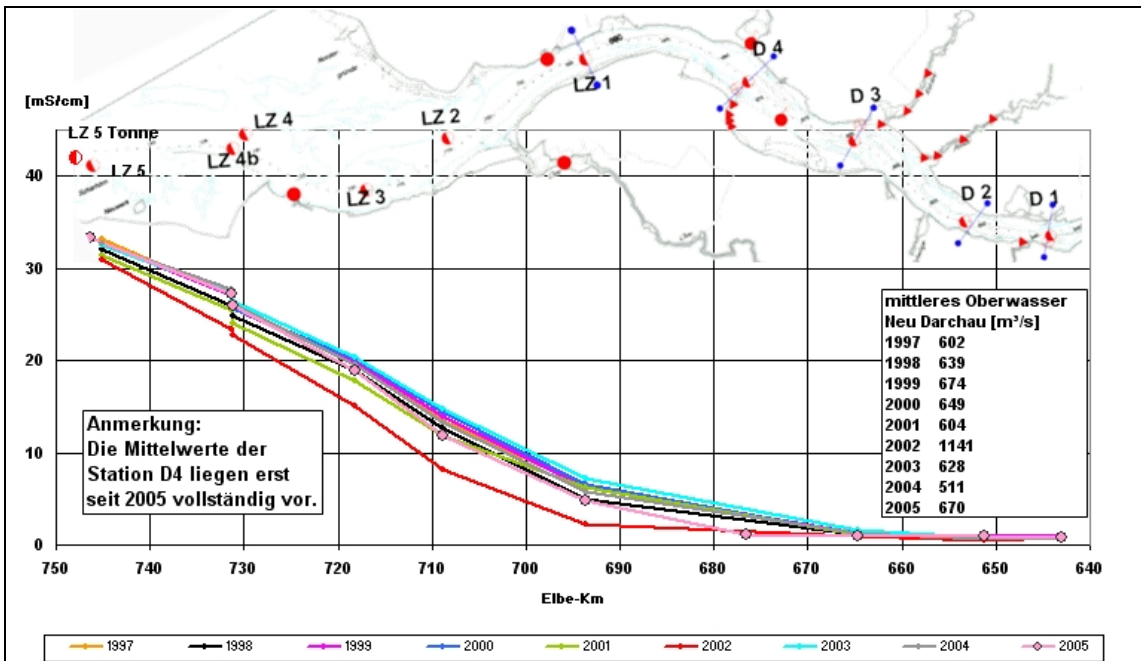 [mS/cm]
LZ 5 Tonne
LZ 5
LZ 4
LZ 4b
LZ 3
LZ 2
LZ 1
D 4
D 3
D 2
D 1
40
30
20
10
0
Anmerkung:
Die Mittelwerte der
Station D4 liegen erst
seit 2005 vollständig vor.
mittleres Oberwasser
Neu Darchau [m³/s]
1997 602
1998 639
1999 674
2000 649
2001 604
2002 1141
2003 628
2004 511
2005 670
750 740 730 720 710 700 690 680 670 660 650 640
Elbe-Km
1997 1998 1999 2000 2001 2002 2003 2004 2005